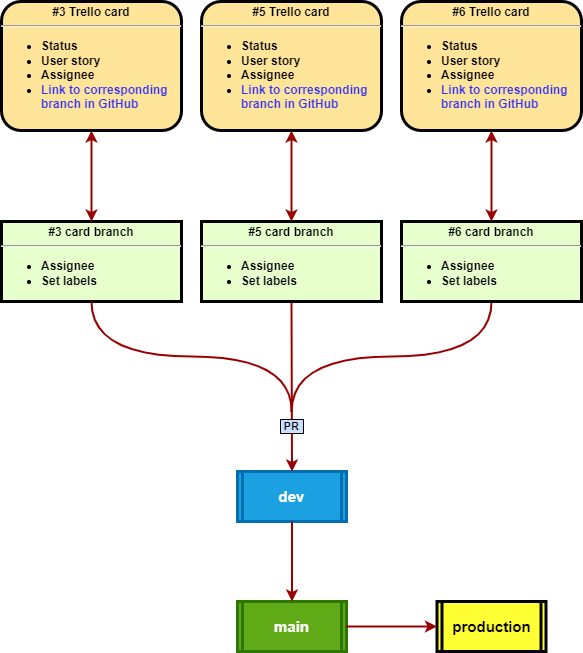 #3 Trello card
• Status
• User story
• Assignee
• Link to corresponding
branch in GitHub
#5 Trello card
• Status
• User story
• Assignee
• Link to corresponding
branch in GitHub
#6 Trello card
• Status
• User story
• Assignee
• Link to corresponding
branch in GitHub
#3 card branch
• Assignee
• Set labels
#5 card branch
• Assignee
• Set labels
#6 card branch
• Assignee
• Set labels
PR
dev
main
production